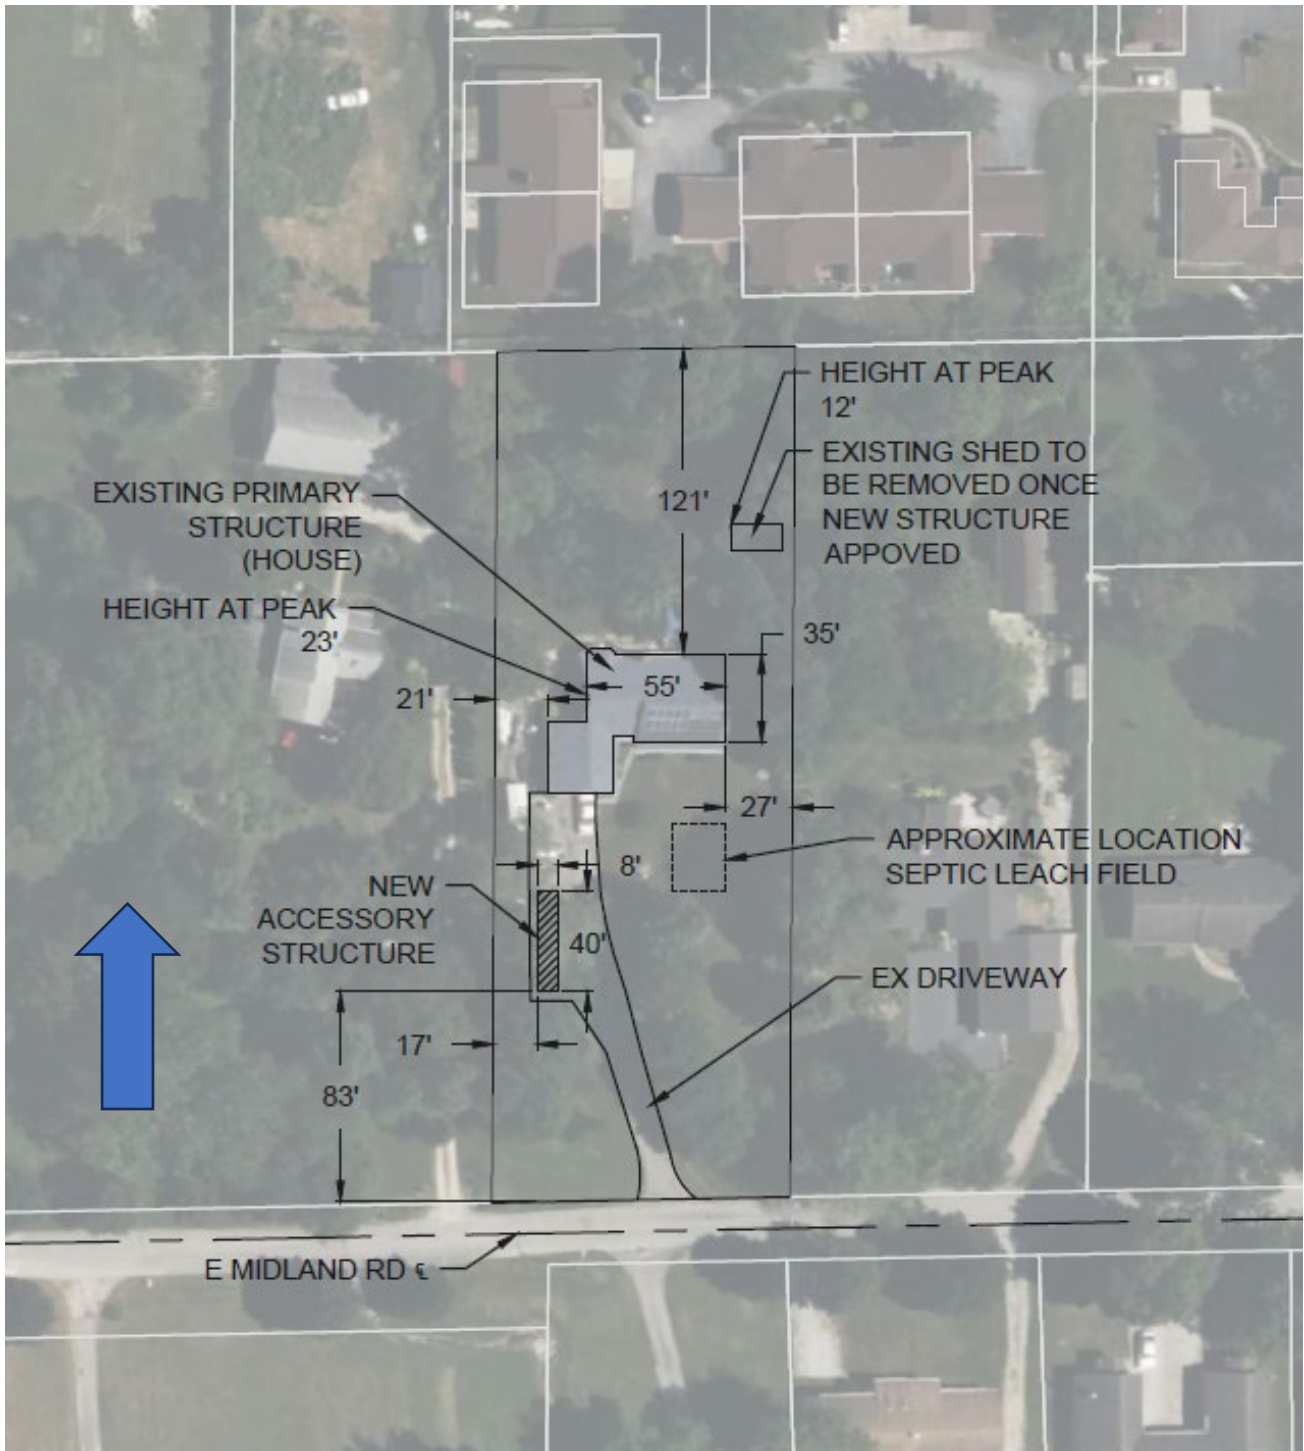 HEIGHT AT PEAK
12'
EXISTING SHED TO
BE REMOVED ONCE
NEW STRUCTURE
APPOVED
121'
EXISTING PRIMARY
STRUCTURE
(HOUSE)
HEIGHT AT PEAK
23'
35'
55'
21'
27'
APPROXIMATE LOCATION
SEPTIC LEACH FIELD
8'
NEW
ACCESSORY
STRUCTURE
40'
EX DRIVEWAY
17'
83'
E MIDLAND RD ℄